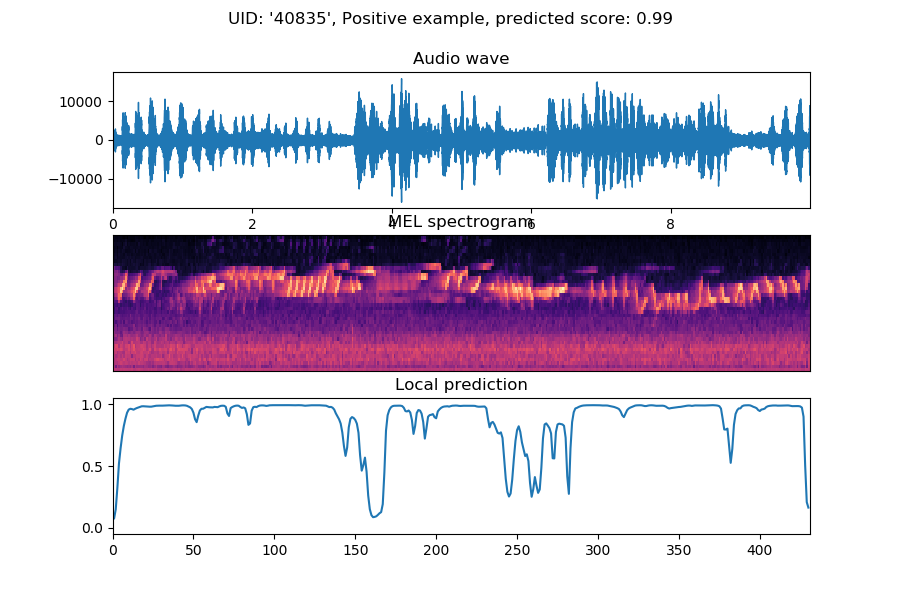 UID: '40835', Positive example, predicted score: 0.99
Audio wave
10000
0
−10000
0 2 4 6 8
MEL spectrogram
Local prediction
1.0
0.5
0.0
0 50 100 150 200 250 300 350 400